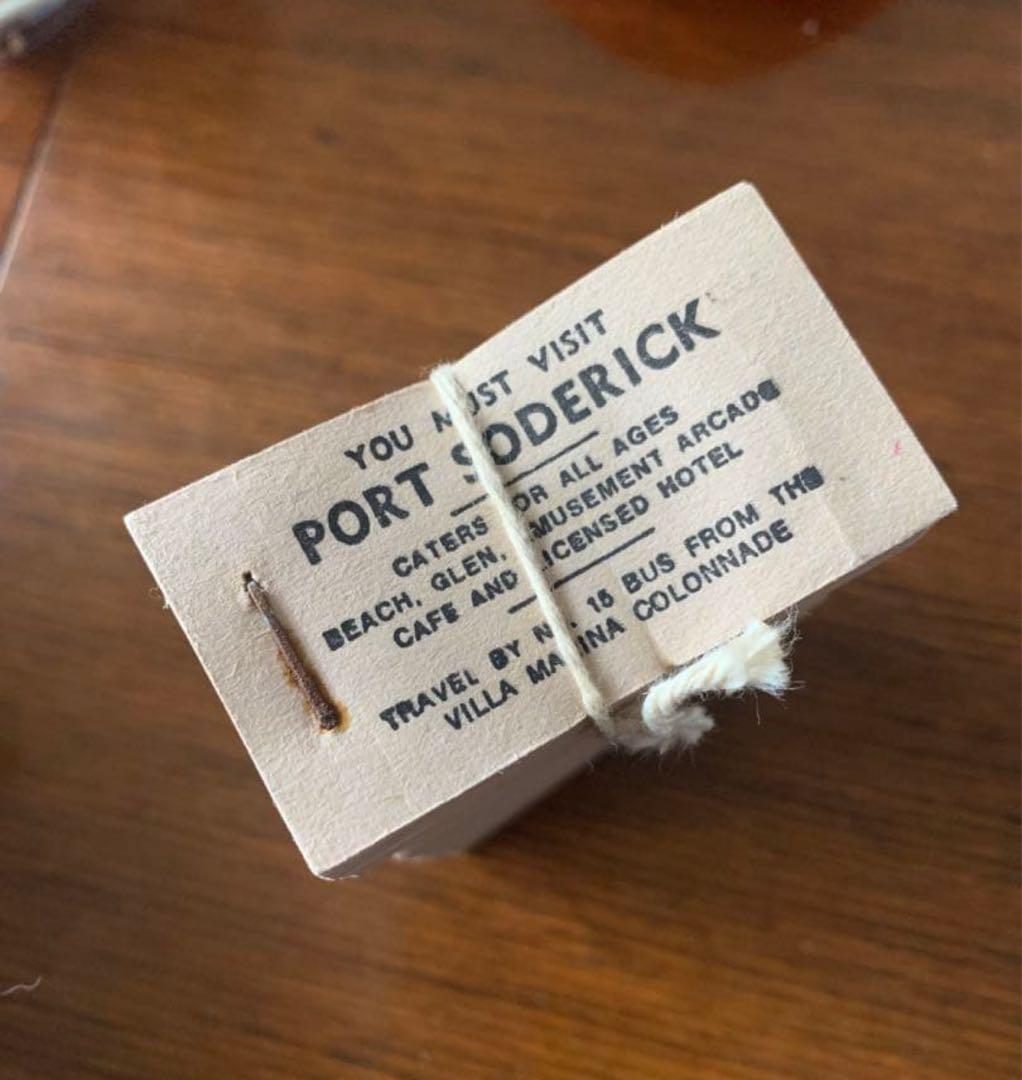 YOU MUST VISIT
PORT SODERICK
CATERS FOR ALL AGES
BEACH, GLEN, AMUSEMENT ARCADE
CAFE AND LICENSED HOTEL
TRAVEL BY No. 15 BUS FROM THE
VILLA MARINA COLONNADE